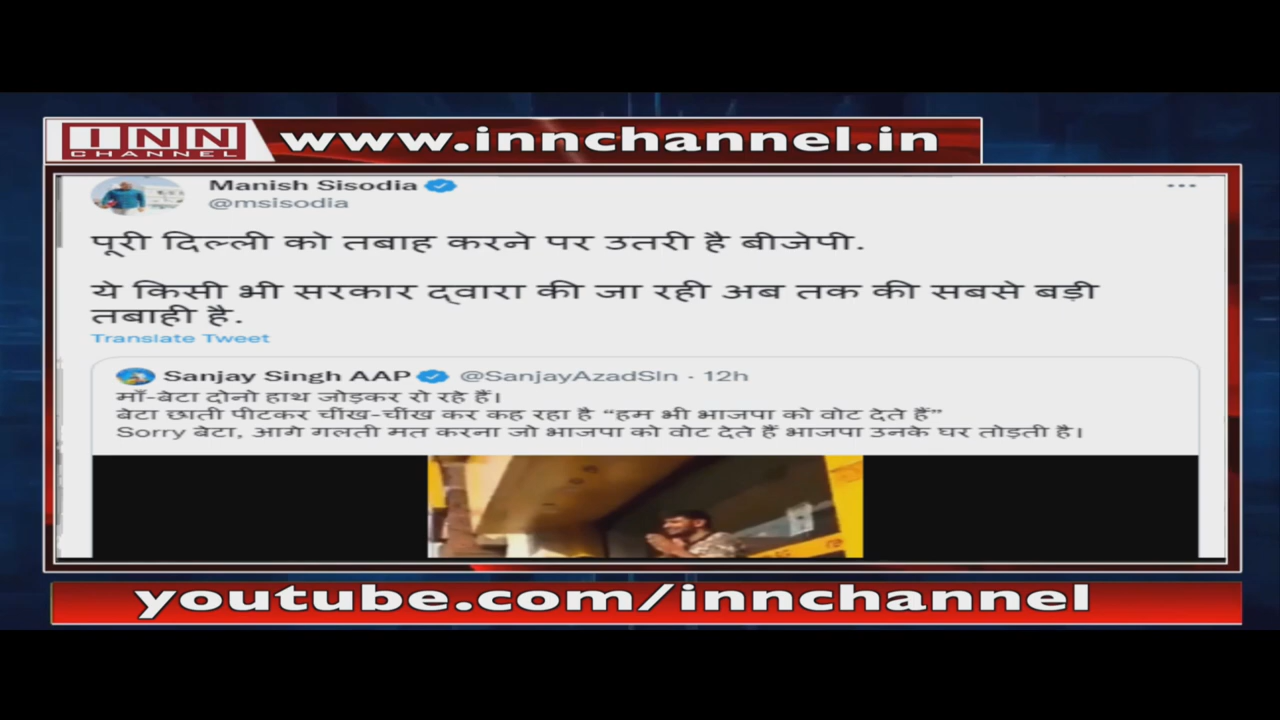 INN
CHANNEL
www.innchannel.in
Manish Sisodia
@msisodia
पूरी दिल्ली को तबाह करने पर उतरी है बीजेपी.
ये किसी भी सरकार द्वारा की जा रही अब तक की सबसे बड़ी
तबाही है.
Translate Tweet
Sanjay Singh AAP @SanjayAzadSln · 12h
माँ-बेटा दोनो हाथ जोड़कर रो रहे हैं।
बेटा छाती पीटकर चींख-चींख कर कह रहा है “हम भी भाजपा को वोट देते हैं”
Sorry बेटा, आगे गलती मत करना जो भाजपा को वोट देते हैं भाजपा उनके घर तोड़ती है।
youtube.com/innchannel